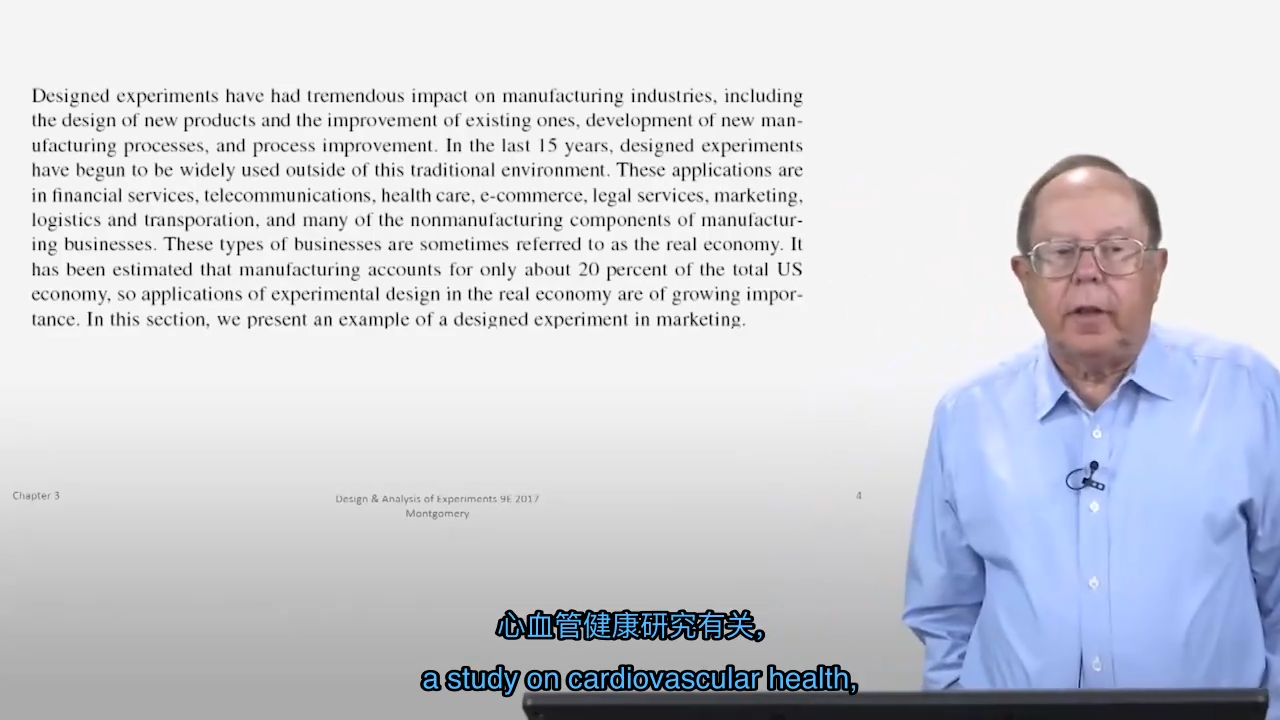 Designed experiments have had tremendous impact on manufacturing industries, including
the design of new products and the improvement of existing ones, development of new man-
ufacturing processes, and process improvement. In the last 15 years, designed experiments
have begun to be widely used outside of this traditional environment. These applications are
in financial services, telecommunications, health care, e-commerce, legal services, marketing,
logistics and transporation, and many of the nonmanufacturing components of manufactur-
ing businesses. These types of businesses are sometimes referred to as the real economy. It
has been estimated that manufacturing accounts for only about 20 percent of the total US
economy, so applications of experimental design in the real economy are of growing impor-
tance. In this section, we present an example of a designed experiment in marketing.
Chapter 3
Design & Analysis of Experiments 9E 2017
Montgomery
4
心血管健康研究有关,
a study on cardiovascular health,